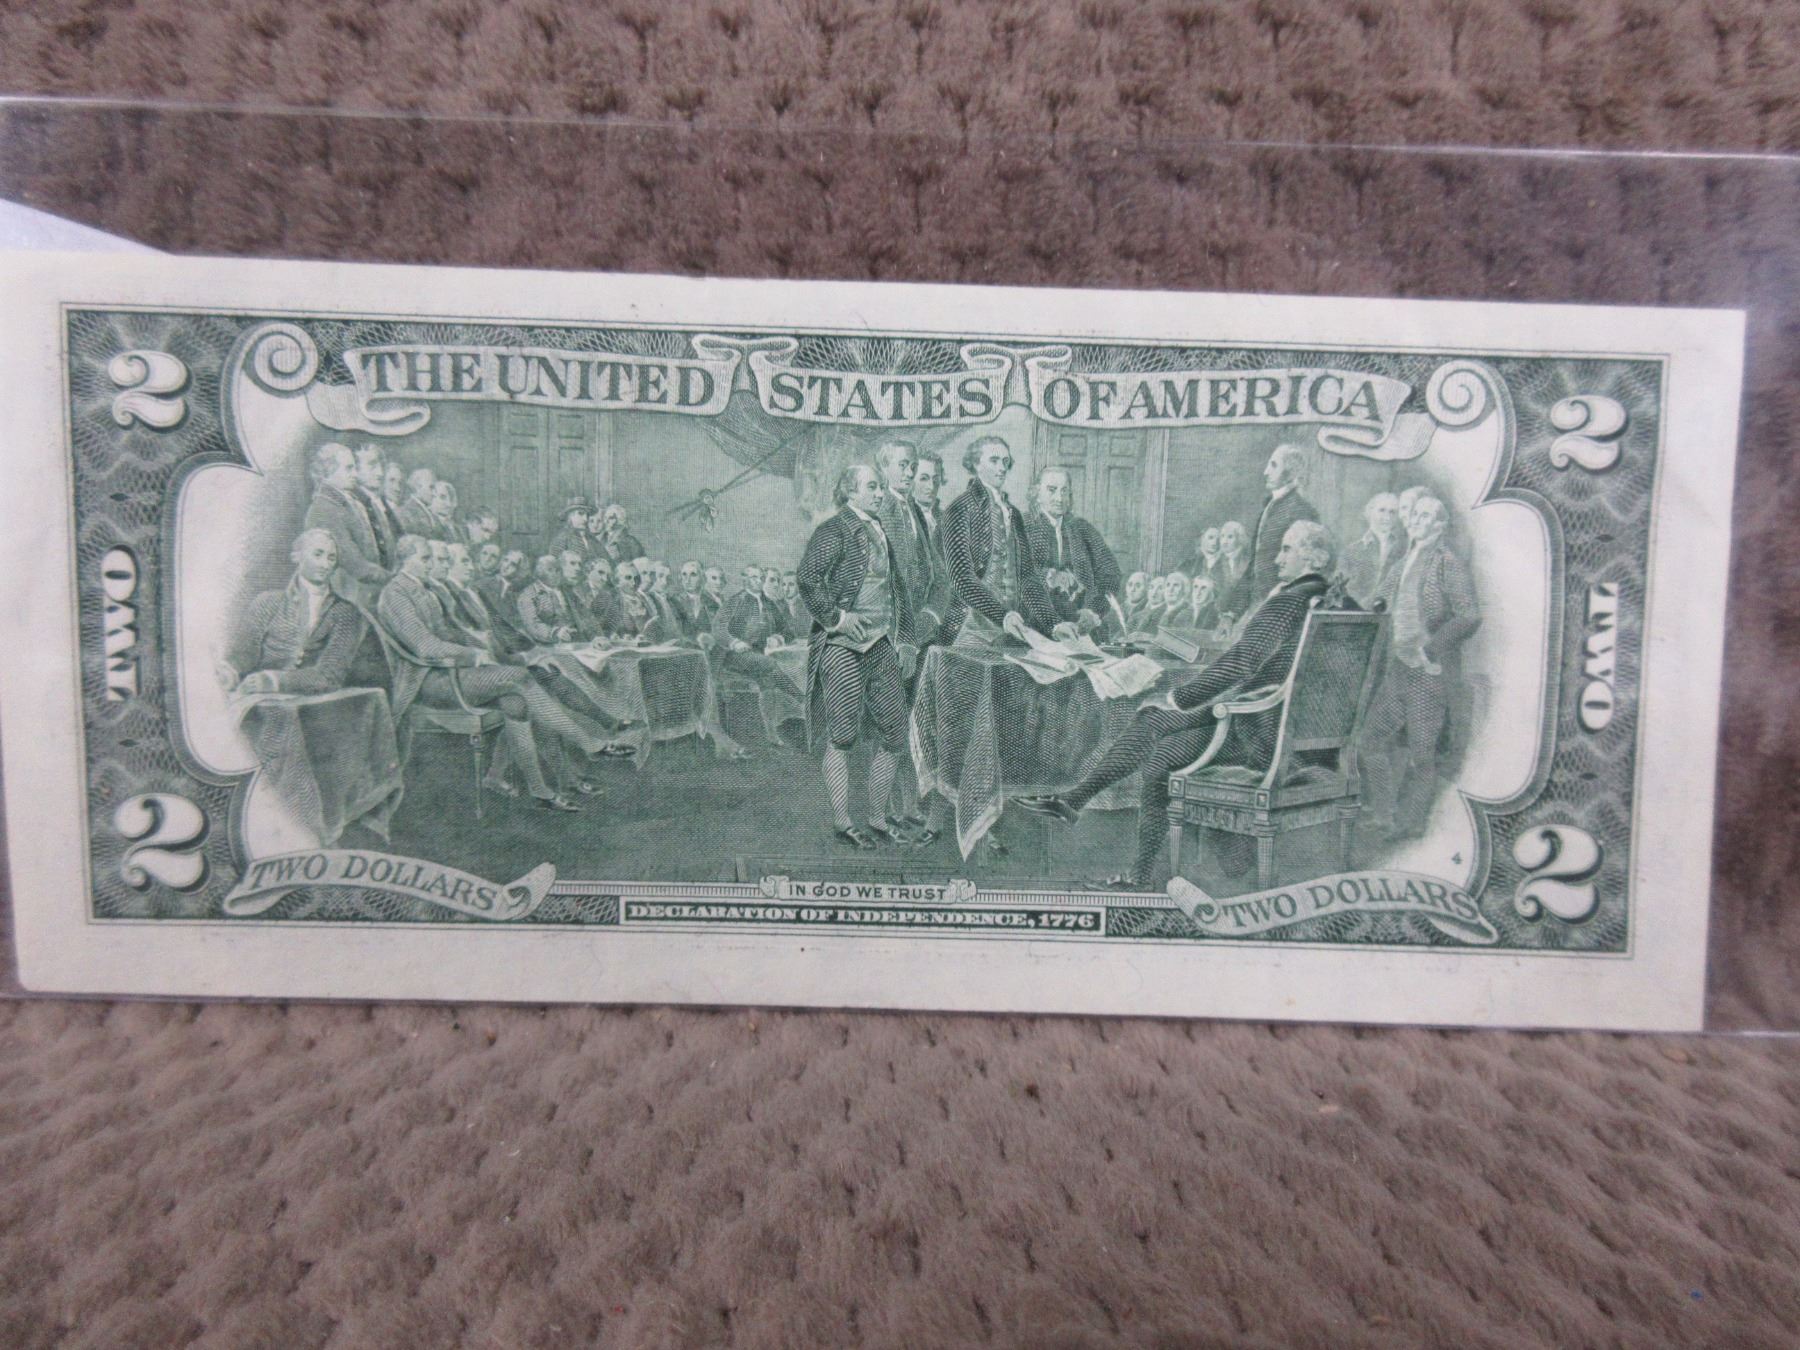 2 THE UNITED STATES OF AMERICA 2
TWO
TWO
4
2 TWO DOLLARS
IN GOD WE TRUST
TWO DOLLARS 2
DECLARATION OF INDEPENDENCE, 1776